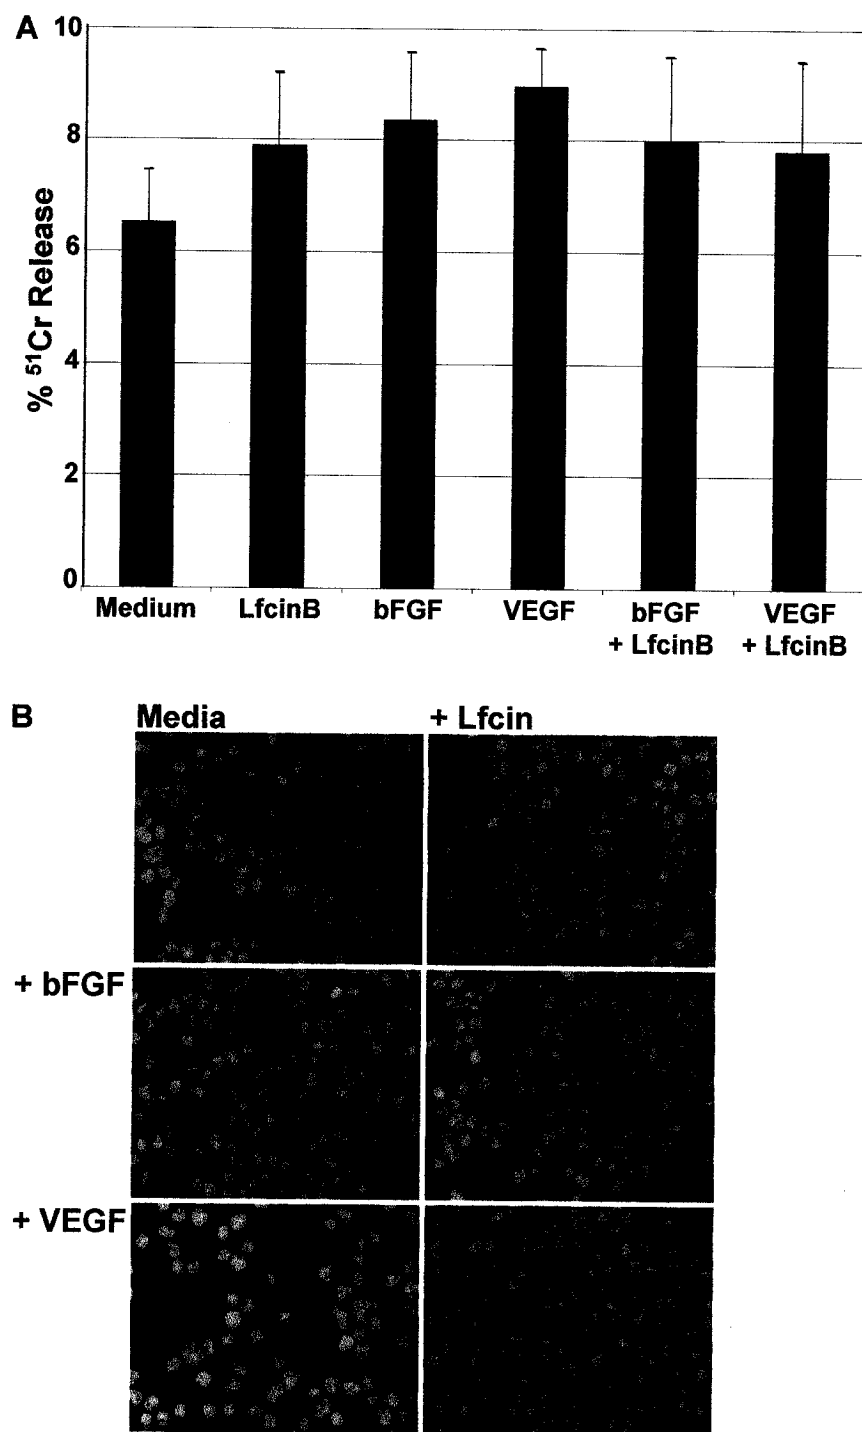 A
10
8
6
4
2
0
% ⁵¹Cr Release
Medium
LfcinB
bFGF
VEGF
bFGF
+ LfcinB
VEGF
+ LfcinB
B
Media
+ Lfcin
+ bFGF
+ VEGF